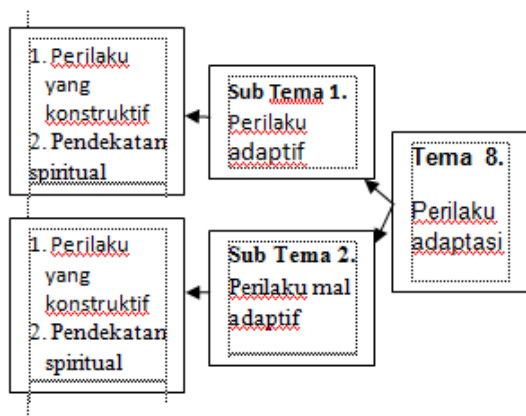 1. Perilaku
yang
konstruktif
2. Pendekatan
spiritual
Sub Tema 1.
Perilaku
adaptif
Tema 8.
Perilaku
adaptasi
1. Perilaku
yang
konstruktif
2. Pendekatan
spiritual
Sub Tema 2.
Perilaku mal
adaptif